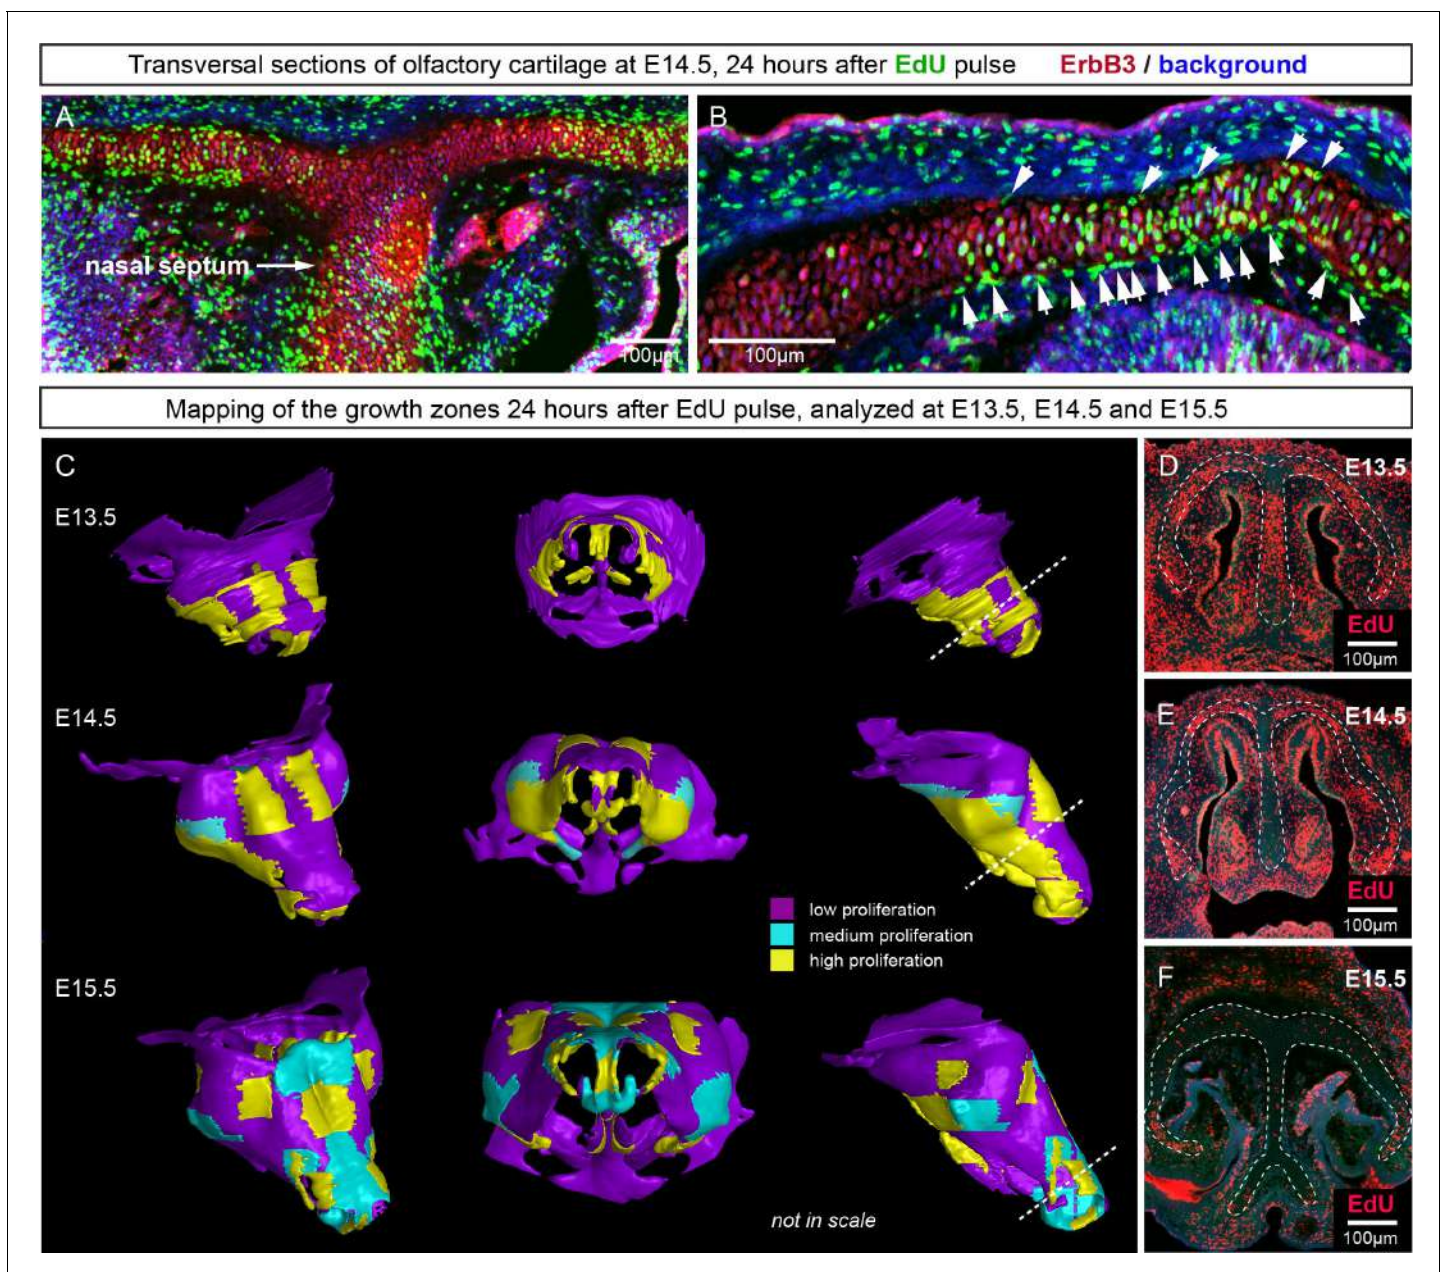 Transversal sections of olfactory cartilage at E14.5, 24 hours after EdU pulse ErbB3 / background
A
B
nasal septum
100µm
100µm
Mapping of the growth zones 24 hours after EdU pulse, analyzed at E13.5, E14.5 and E15.5
C
E13.5
E14.5
low proliferation
medium proliferation
high proliferation
E15.5
not in scale
D
E13.5
EdU
100µm
E
E14.5
EdU
100µm
F
E15.5
EdU
100µm